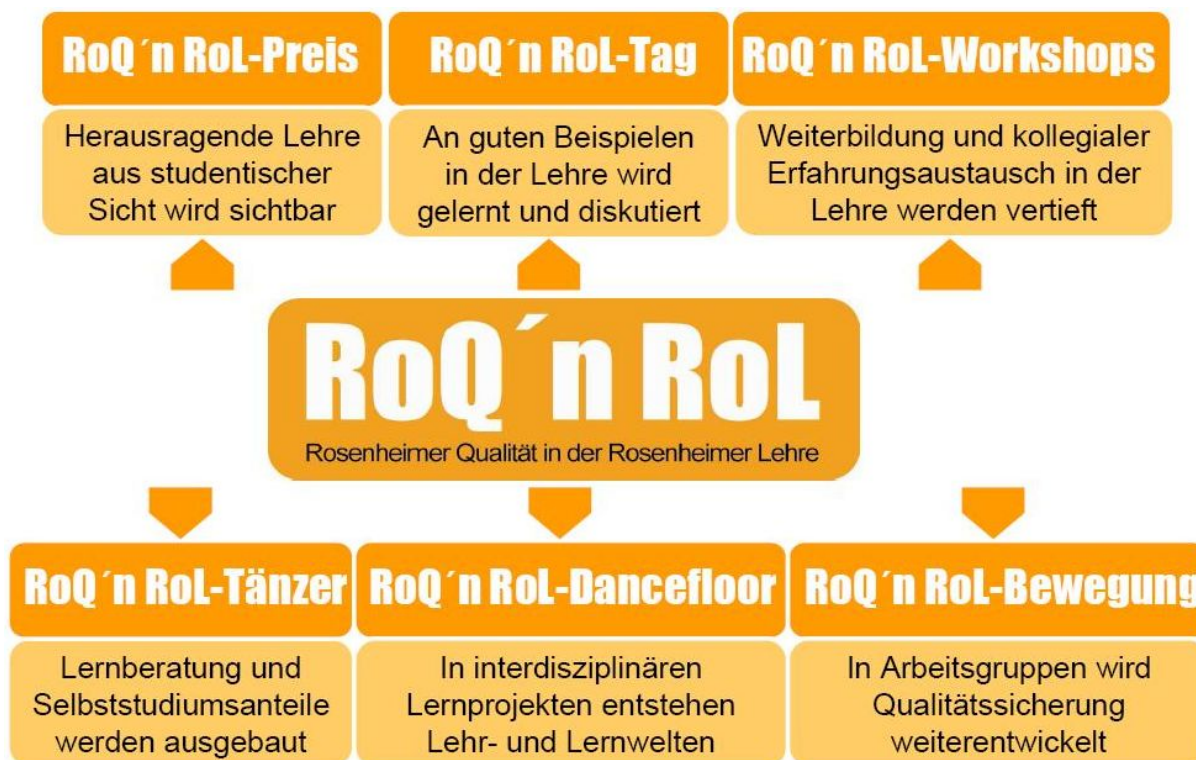 RoQ´n RoL-Preis
Herausragende Lehre
aus studentischer
Sicht wird sichtbar
RoQ´n RoL-Tag
An guten Beispielen
in der Lehre wird
gelernt und diskutiert
RoQ´n RoL-Workshops
Weiterbildung und kollegialer
Erfahrungsaustausch in der
Lehre werden vertieft
RoQ´n RoL
Rosenheimer Qualität in der Rosenheimer Lehre
RoQ´n RoL-Tänzer
Lernberatung und
Selbststudiumsanteile
werden ausgebaut
RoQ´n RoL-Dancefloor
In interdisziplinären
Lernprojekten entstehen
Lehr- und Lernwelten
RoQ´n RoL-Bewegung
In Arbeitsgruppen wird
Qualitätssicherung
weiterentwickelt